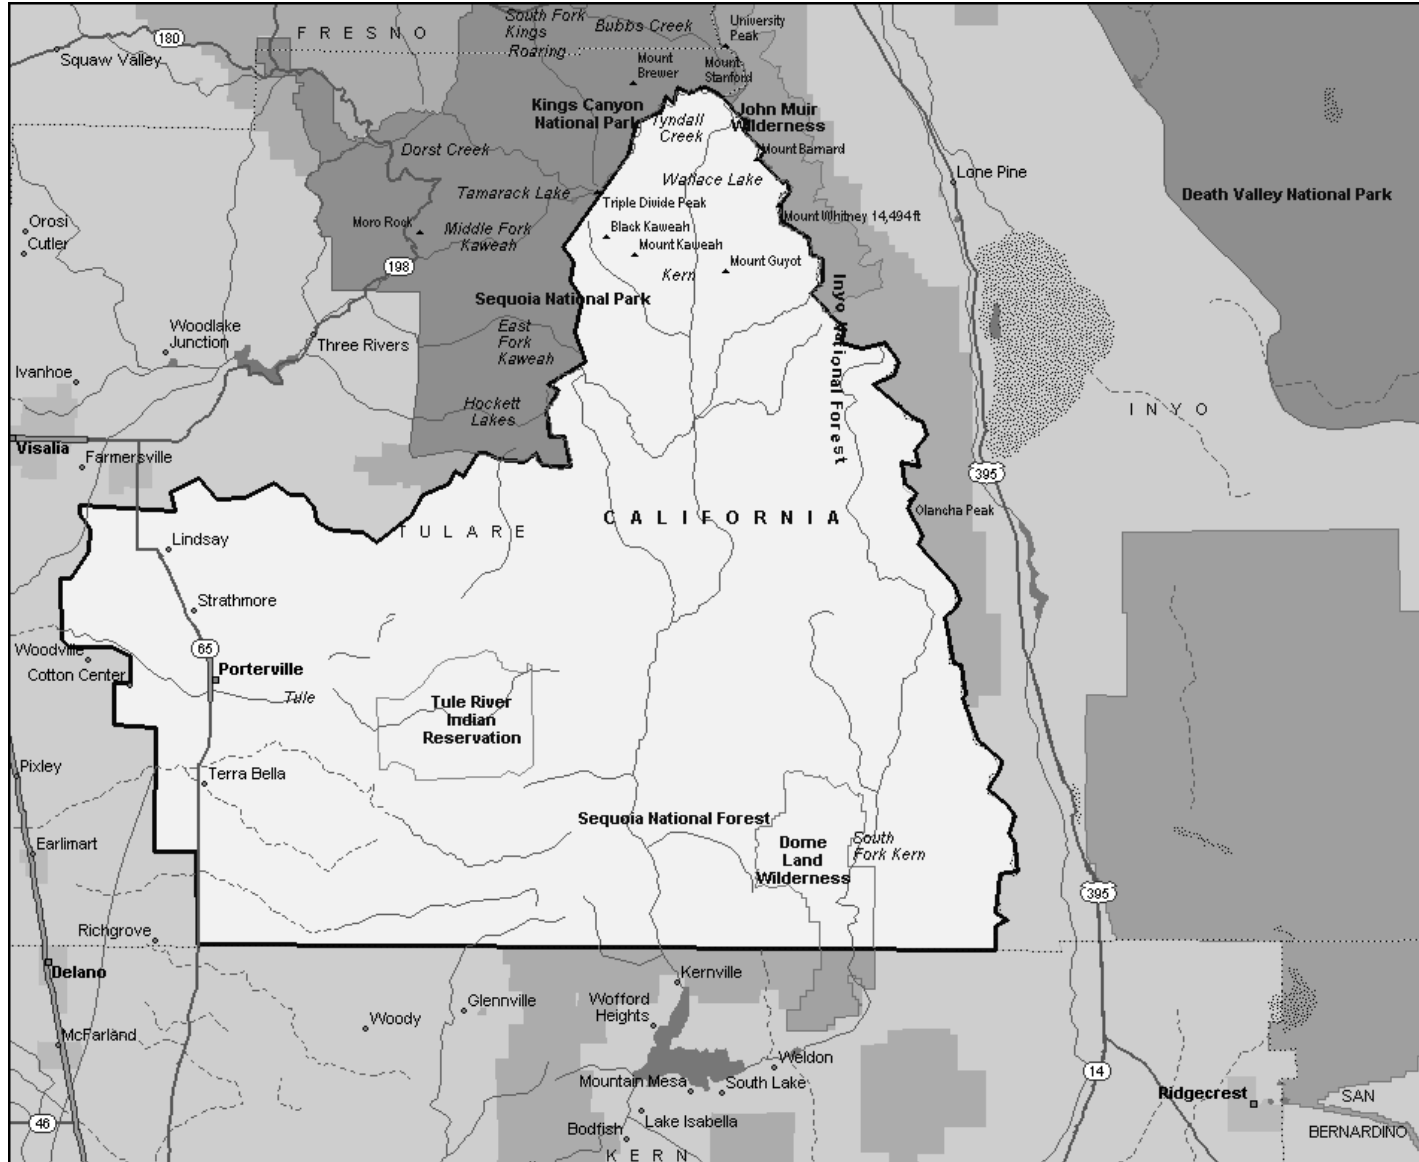 FRESNO
South Fork
Kings
Roaring
Bubbs Creek
University
Peak
180
Squaw Valley
Mount
Brewer
Mount
Stanford
Kings Canyon
National Park
John Muir
Wilderness
Tyndall
Creek
Dorst Creek
Mount Barnard
Lone Pine
Wallace Lake
Tamarack Lake
Death Valley National Park
Triple Divide Peak
Mount Whitney 14,494ft
Orosi
Cutler
Moro Rock
Middle Fork
Kaweah
Black Kaweah
Mount Kaweah
Mount Guyot
Kern
198
Inyo National Forest
Sequoia National Park
Woodlake
Junction
Three Rivers
East
Fork
Kaweah
Ivanhoe
Hockett
Lakes
INYO
Visalia
Farmersville
395
Olancha Peak
TULARE
CALIFORNIA
Lindsay
Strathmore
65
Woodville
Cotton Center
Porterville
Tule
Tule River
Indian
Reservation
Pixley
Terra Bella
Sequoia National Forest
Earlimart
Dome
Land
Wilderness
South
Fork Kern
395
Richgrove
Delano
Kernville
Glennville
Wofford
Heights
Woody
McFarland
Weldon
14
Mountain Mesa
South Lake
Ridgecrest
SAN
BERNARDINO
46
Lake Isabella
Bodfish
KERN